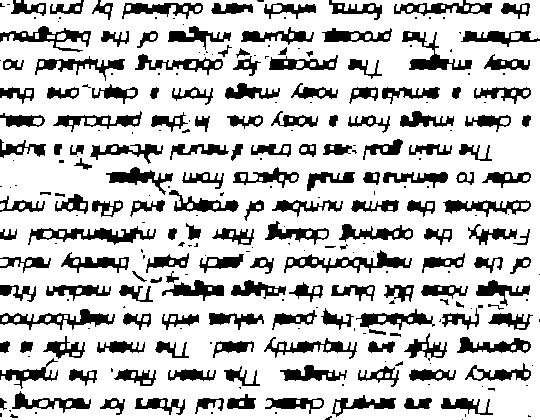 There are several classic spatial filters for reducing
quency noise from images. The mean filter, the median
opening filter are frequently used. The mean filter is a
filter that replaces the pixel values with the neighborhood
image noise but blurs the image edges. The median filte
of the pixel neighborhood for each pixel, thereby reduc
Finally, the opening closing filter is a mathematical m
combines the same number of erosion and dilation morp
order to eliminate small objects from images.
The main goal was to train a neural network in a super
a clean image from a noisy one. In this particular case,
obtain a simulated noisy image from a clean one than
noisy images. The process for obtaining simulated no
scheme. This process requires images of the background
the acquisition forms, which were obtained by printing